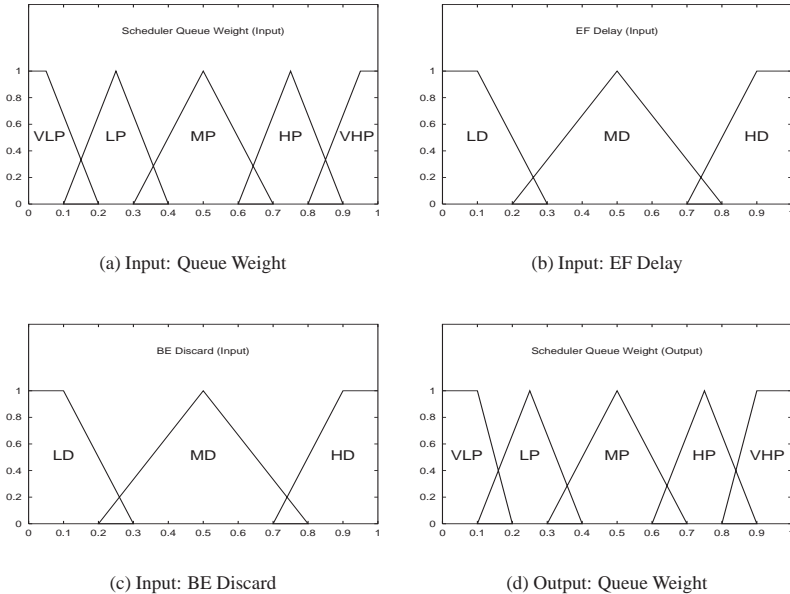 Scheduler Queue Weight (Input)
1
0.8
0.6
0.4
0.2
0
VLP LP MP HP VHP
0 0.1 0.2 0.3 0.4 0.5 0.6 0.7 0.8 0.9 1
(a) Input: Queue Weight
EF Delay (Input)
1
0.8
0.6
0.4
0.2
0
LD MD HD
0 0.1 0.2 0.3 0.4 0.5 0.6 0.7 0.8 0.9 1
(b) Input: EF Delay
BE Discard (Input)
1
0.8
0.6
0.4
0.2
0
LD MD HD
0 0.1 0.2 0.3 0.4 0.5 0.6 0.7 0.8 0.9 1
(c) Input: BE Discard
Scheduler Queue Weight (Output)
1
0.8
0.6
0.4
0.2
0
VLP LP MP HP VHP
0 0.1 0.2 0.3 0.4 0.5 0.6 0.7 0.8 0.9 1
(d) Output: Queue Weight